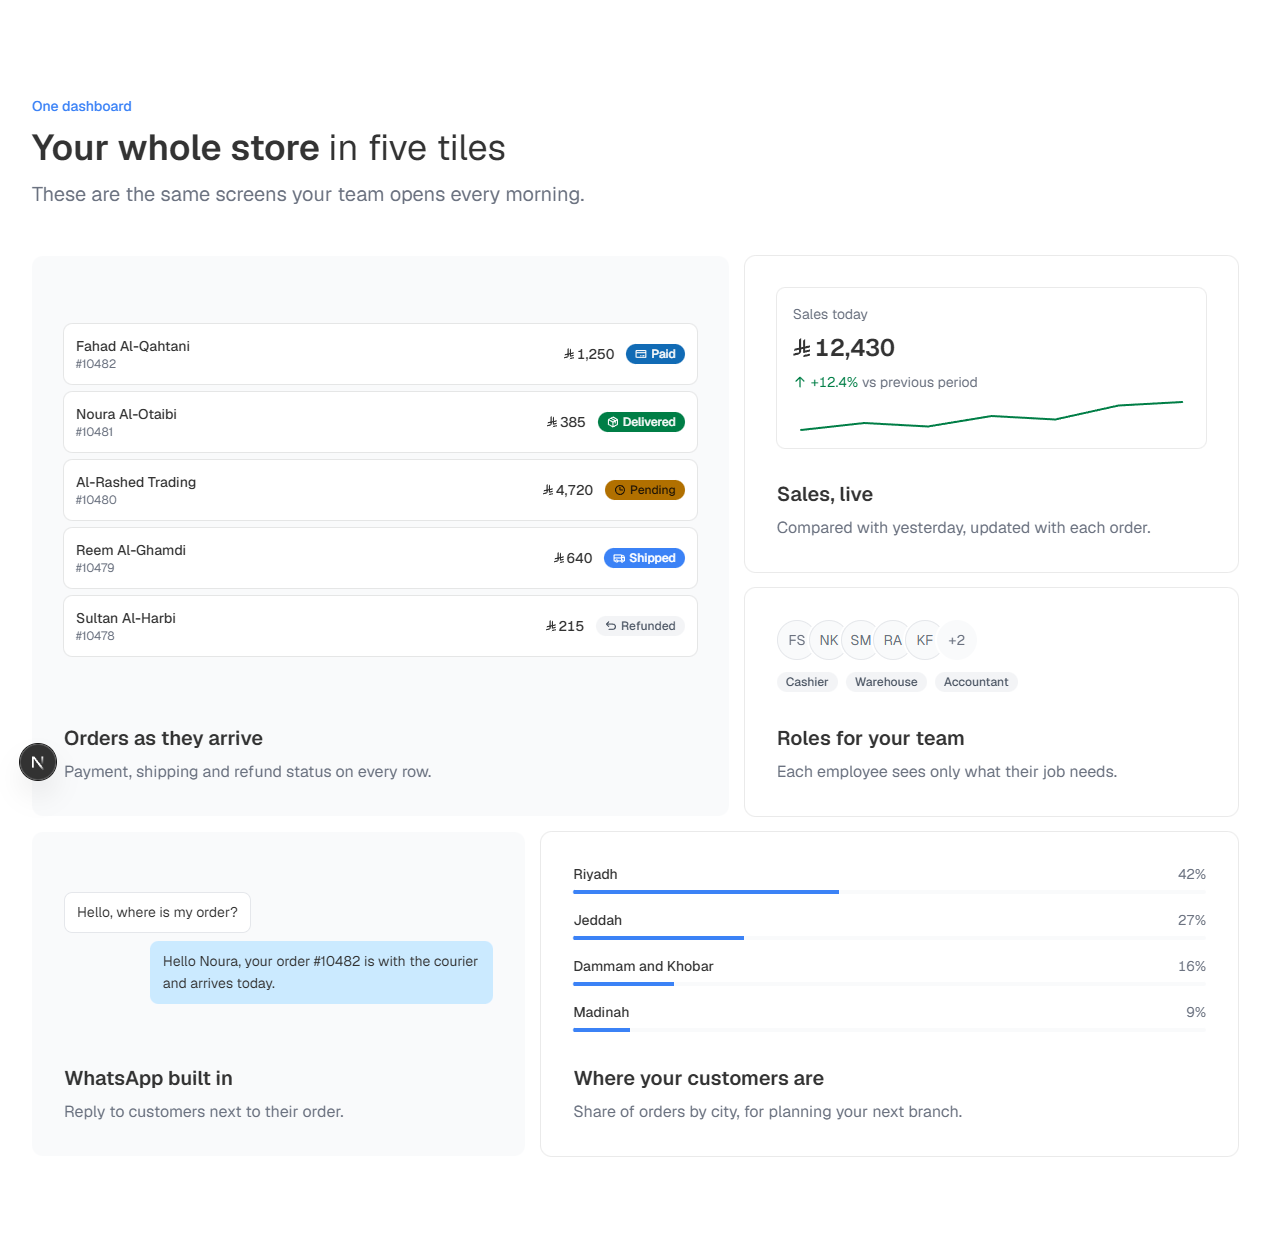 One dashboard
Your whole store in five tiles
These are the same screens your team opens every morning.
Fahad Al-Qahtani
#10482
1,250
Paid
Noura Al-Otaibi
#10481
385
Delivered
Al-Rashed Trading
#10480
4,720
Pending
Reem Al-Ghamdi
#10479
640
Shipped
Sultan Al-Harbi
#10478
215
Refunded
Orders as they arrive
Payment, shipping and refund status on every row.
Sales today
12,430
+12.4% vs previous period
Sales, live
Compared with yesterday, updated with each order.
FS NK SM RA KF +2
Cashier Warehouse Accountant
Roles for your team
Each employee sees only what their job needs.
N
Hello, where is my order?
Hello Noura, your order #10482 is with the courier
and arrives today.
WhatsApp built in
Reply to customers next to their order.
Riyadh 42%
Jeddah 27%
Dammam and Khobar 16%
Madinah 9%
Where your customers are
Share of orders by city, for planning your next branch.